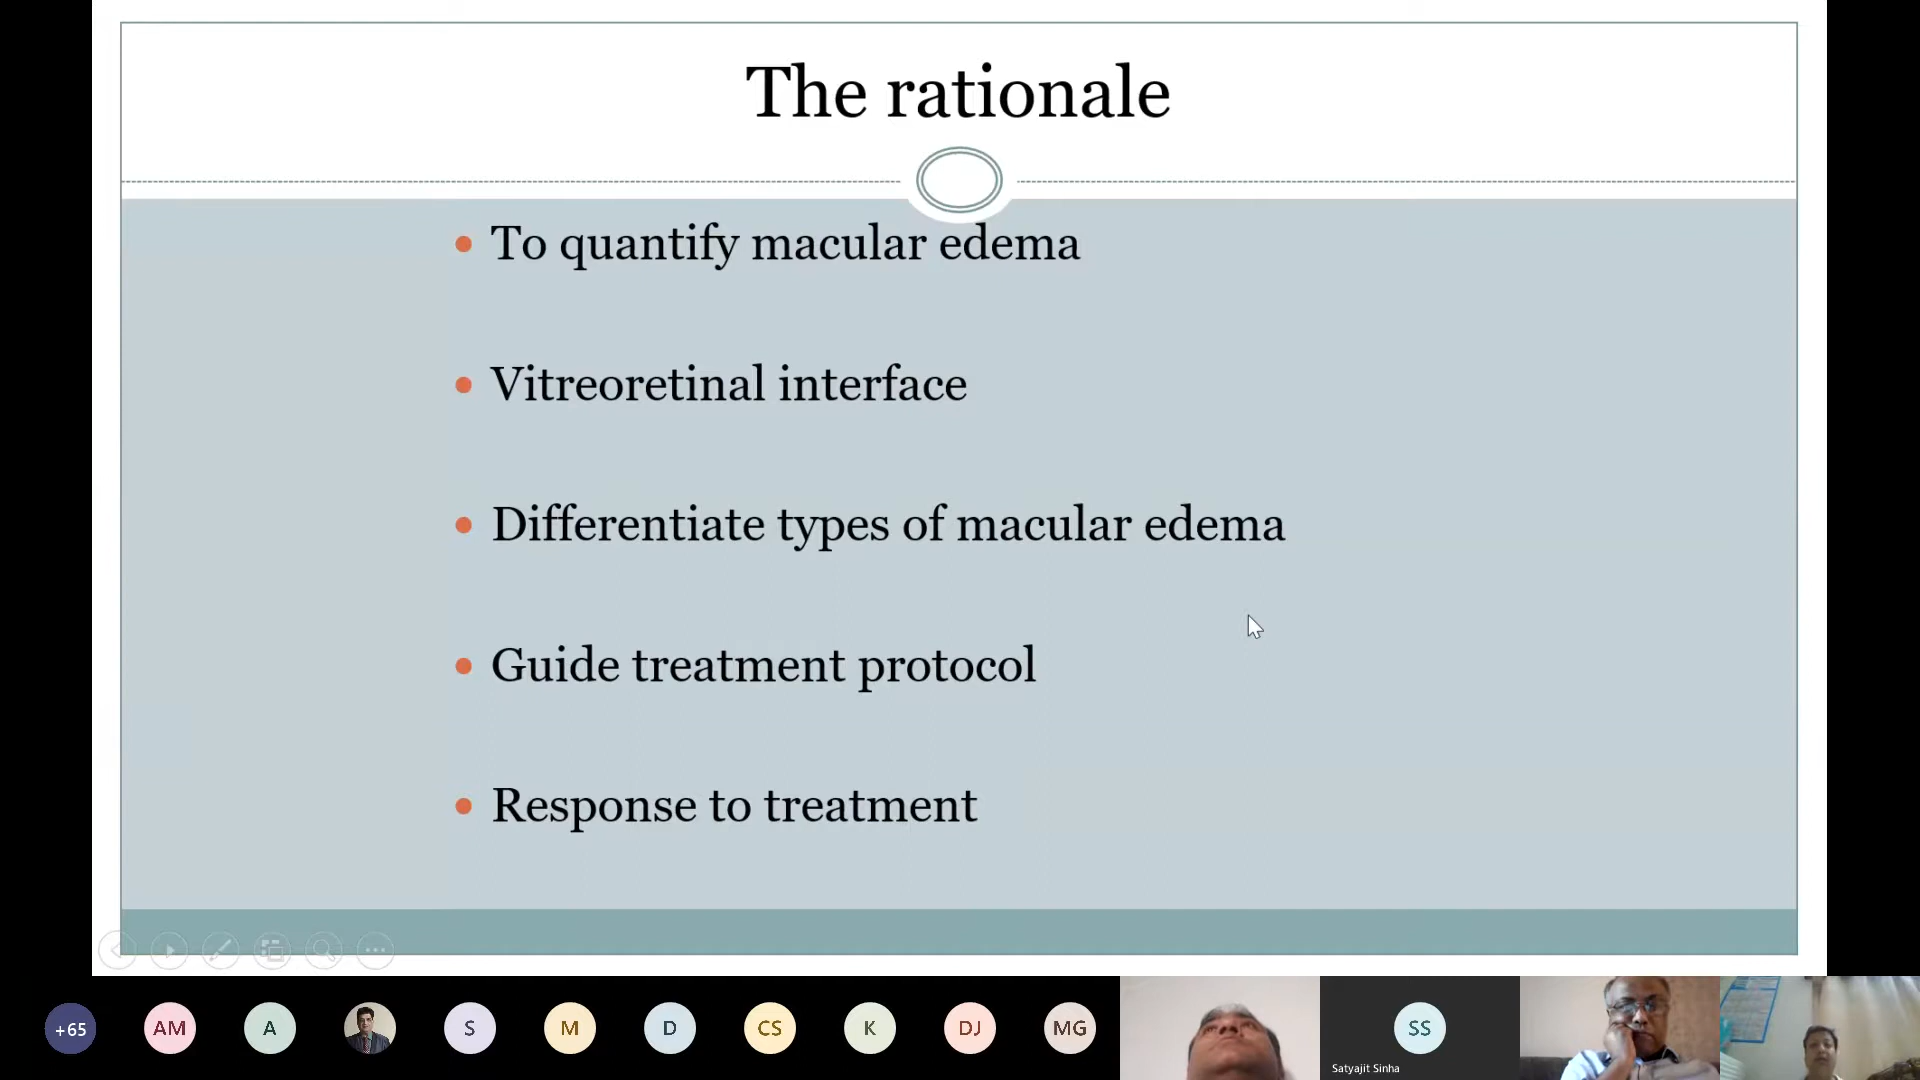 The rationale
To quantify macular edema
Vitreoretinal interface
Differentiate types of macular edema
Guide treatment protocol
Response to treatment
+65
AM
A
S
M
D
CS
K
DJ
MG
SS
Satyajit Sinha